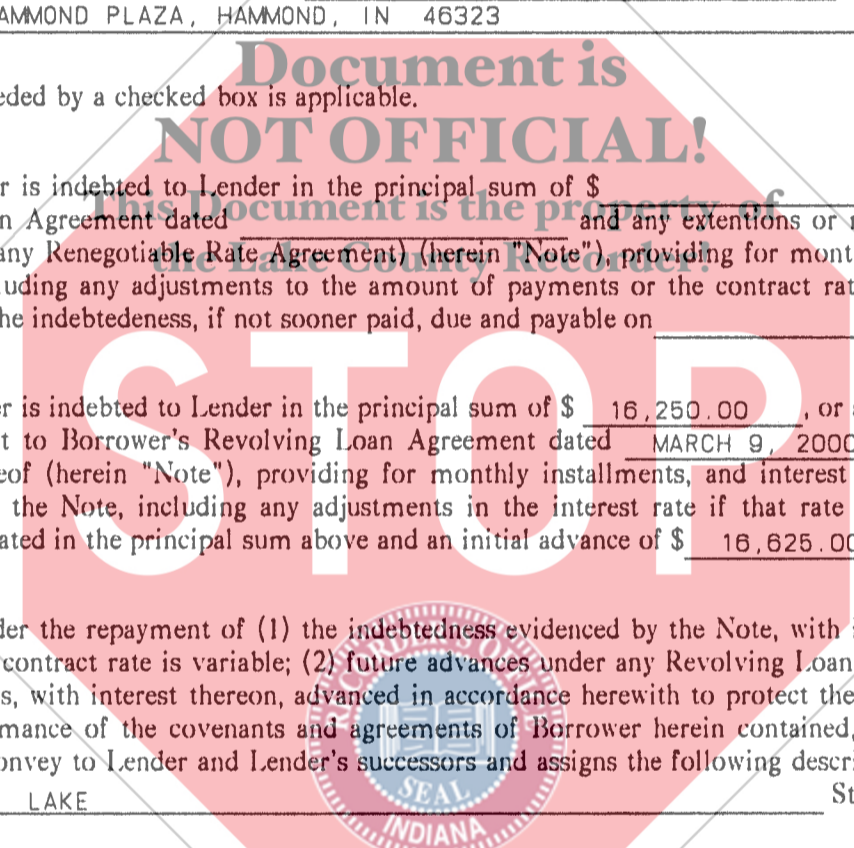 AMMOND PLAZA, HAMMOND, IN 46323
Document is
eded by a checked box is applicable.
NOT OFFICIAL!
r is indebted to Lender in the principal sum of $
This Document is the property of
n Agreement dated and any extentions or
any Renegotiable Rate Agreement) (herein "Note"), providing for mont
the Lake County Recorder!
uding any adjustments to the amount of payments or the contract rat
he indebtedeness, if not sooner paid, due and payable on
STOP
er is indebted to Lender in the principal sum of $ 16,250.00 , or
t to Borrower's Revolving Loan Agreement dated MARCH 9, 2000
eof (herein "Note"), providing for monthly installments, and interest
the Note, including any adjustments in the interest rate if that rate
ated in the principal sum above and an initial advance of $ 16,625.00
der the repayment of (1) the indebtedness evidenced by the Note, with
contract rate is variable; (2) future advances under any Revolving Loan
s, with interest thereon, advanced in accordance herewith to protect the
mance of the covenants and agreements of Borrower herein contained,
onvey to Lender and Lender's successors and assigns the following descri
LAKE St
RECORDER'S OFFICE
SEAL
INDIANA